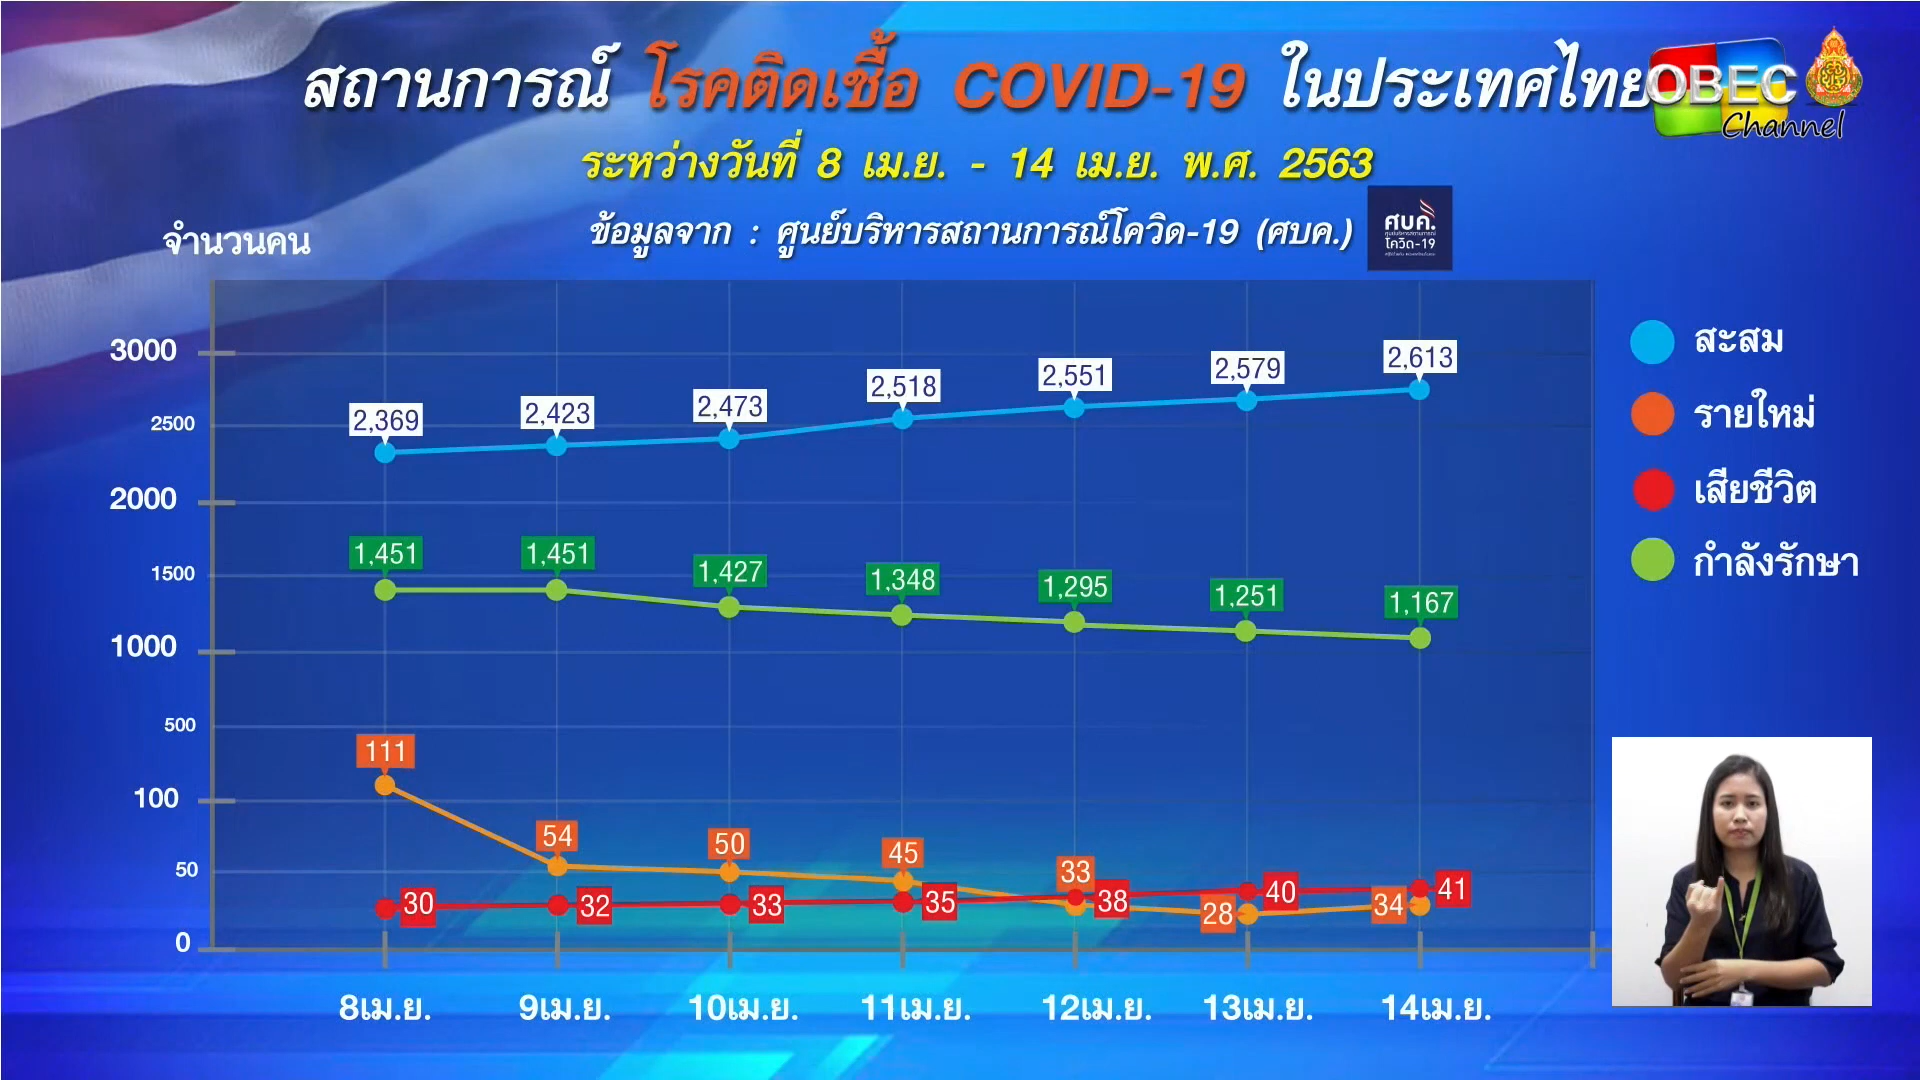 สถานการณ์ โรคติดเชื้อ COVID-19 ในประเทศไทย
OBEC
Channel
ระหว่างวันที่ 8 เม.ย. - 14 เม.ย. พ.ศ. 2563
ข้อมูลจาก : ศูนย์บริหารสถานการณ์โควิด-19 (ศบค.)
ศบค.
โควิด-19
จำนวนคน
3000
2500
2000
1500
1000
500
100
50
0
2,369
2,423
2,473
2,518
2,551
2,579
2,613
1,451
1,451
1,427
1,348
1,295
1,251
1,167
111
54
50
45
33
28
34
30
32
33
35
38
40
41
8เม.ย.
9เม.ย.
10เม.ย.
11เม.ย.
12เม.ย.
13เม.ย.
14เม.ย.
สะสม
รายใหม่
เสียชีวิต
กำลังรักษา